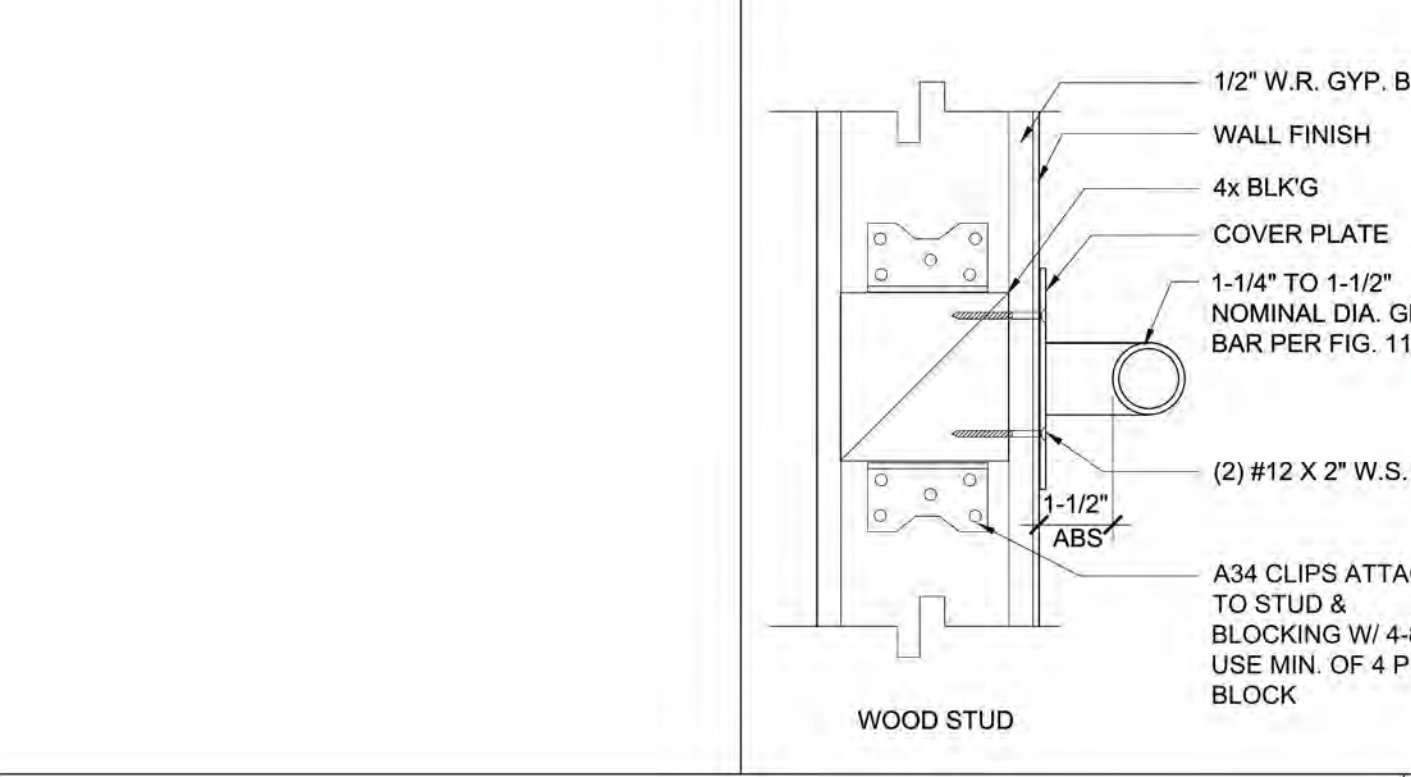 1/2" W.R. GYP. B
WALL FINISH
4x BLK'G
COVER PLATE
1-1/4" TO 1-1/2"
NOMINAL DIA. G
BAR PER FIG. 11
(2) #12 X 2" W.S.
1-1/2"
ABS
A34 CLIPS ATTA
TO STUD &
BLOCKING W/ 4-8
USE MIN. OF 4 P
BLOCK
WOOD STUD